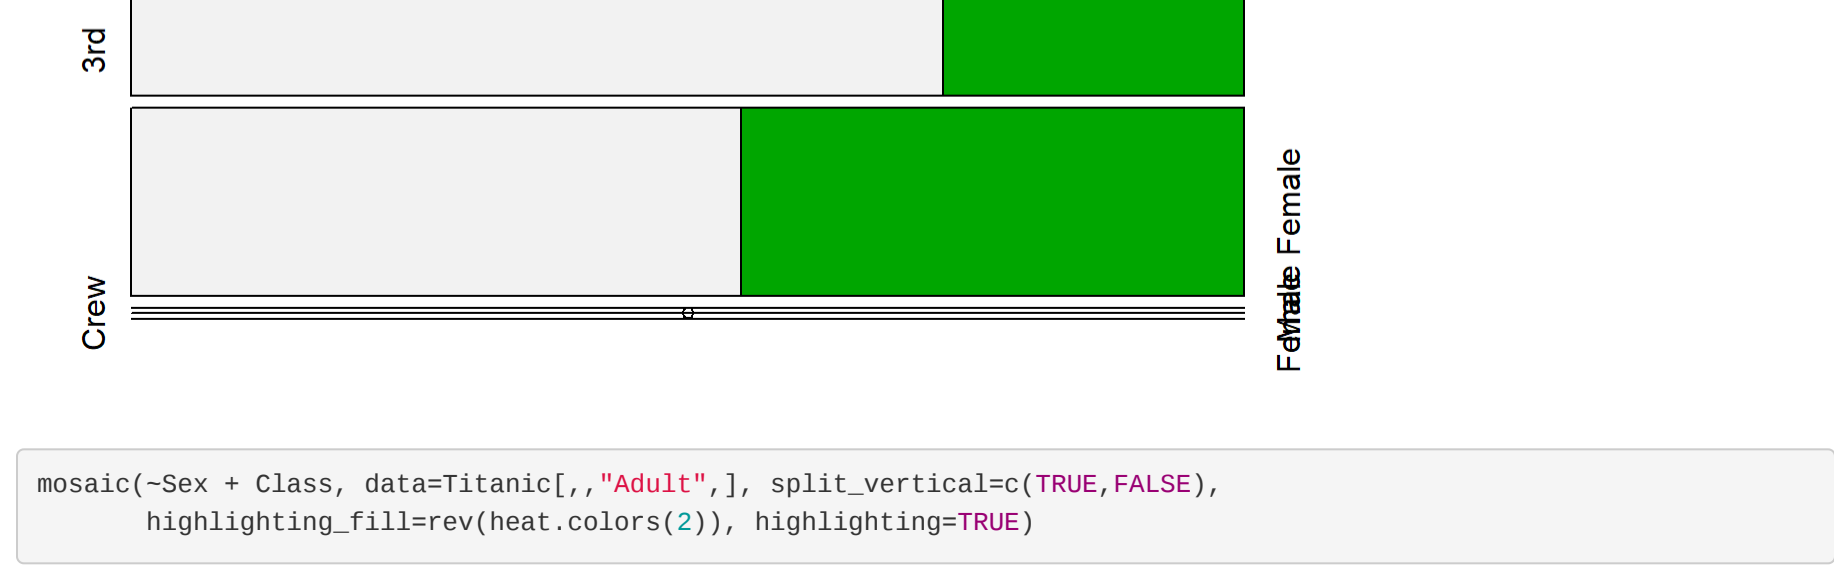 3rd
Crew
Female
Male
Female
mosaic(~Sex + Class, data=Titanic[,,"Adult",], split_vertical=c(TRUE,FALSE),
highlighting_fill=rev(heat.colors(2)), highlighting=TRUE)